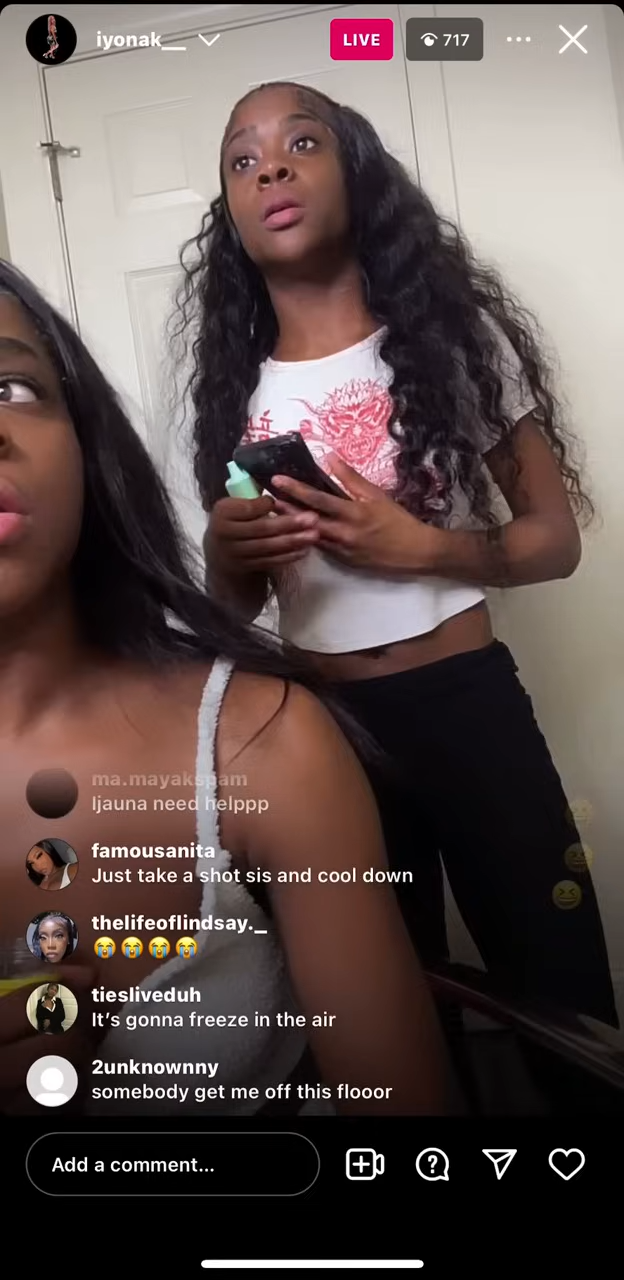 iyonak__
LIVE
717
ma.mayakspam
Ijauna need helppp
famousanita
Just take a shot sis and cool down
thelifeoflindsay._
😭😭😭😭
tiesliveduh
It’s gonna freeze in the air
2unknownny
somebody get me off this flooor
Add a comment...